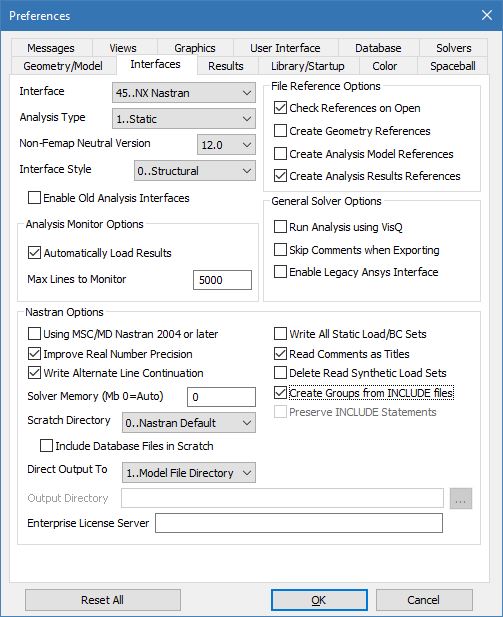 Preferences
Messages Views Graphics User Interface Database Solvers
Geometry/Model Interfaces Results Library/Startup Color Spaceball
Interface 45..NX Nastran
Analysis Type 1..Static
Non-Femap Neutral Version 12.0
Interface Style 0..Structural
Enable Old Analysis Interfaces
Analysis Monitor Options
Automatically Load Results
Max Lines to Monitor 5000
File Reference Options
Check References on Open
Create Geometry References
Create Analysis Model References
Create Analysis Results References
General Solver Options
Run Analysis using VisQ
Skip Comments when Exporting
Enable Legacy Ansys Interface
Nastran Options
Using MSC/MD Nastran 2004 or later
Improve Real Number Precision
Write Alternate Line Continuation
Solver Memory (Mb 0=Auto) 0
Scratch Directory 0..Nastran Default
Include Database Files in Scratch
Direct Output To 1..Model File Directory
Write All Static Load/BC Sets
Read Comments as Titles
Delete Read Synthetic Load Sets
Create Groups from INCLUDE files
Preserve INCLUDE Statements
Output Directory ...
Enterprise License Server
Reset All OK Cancel